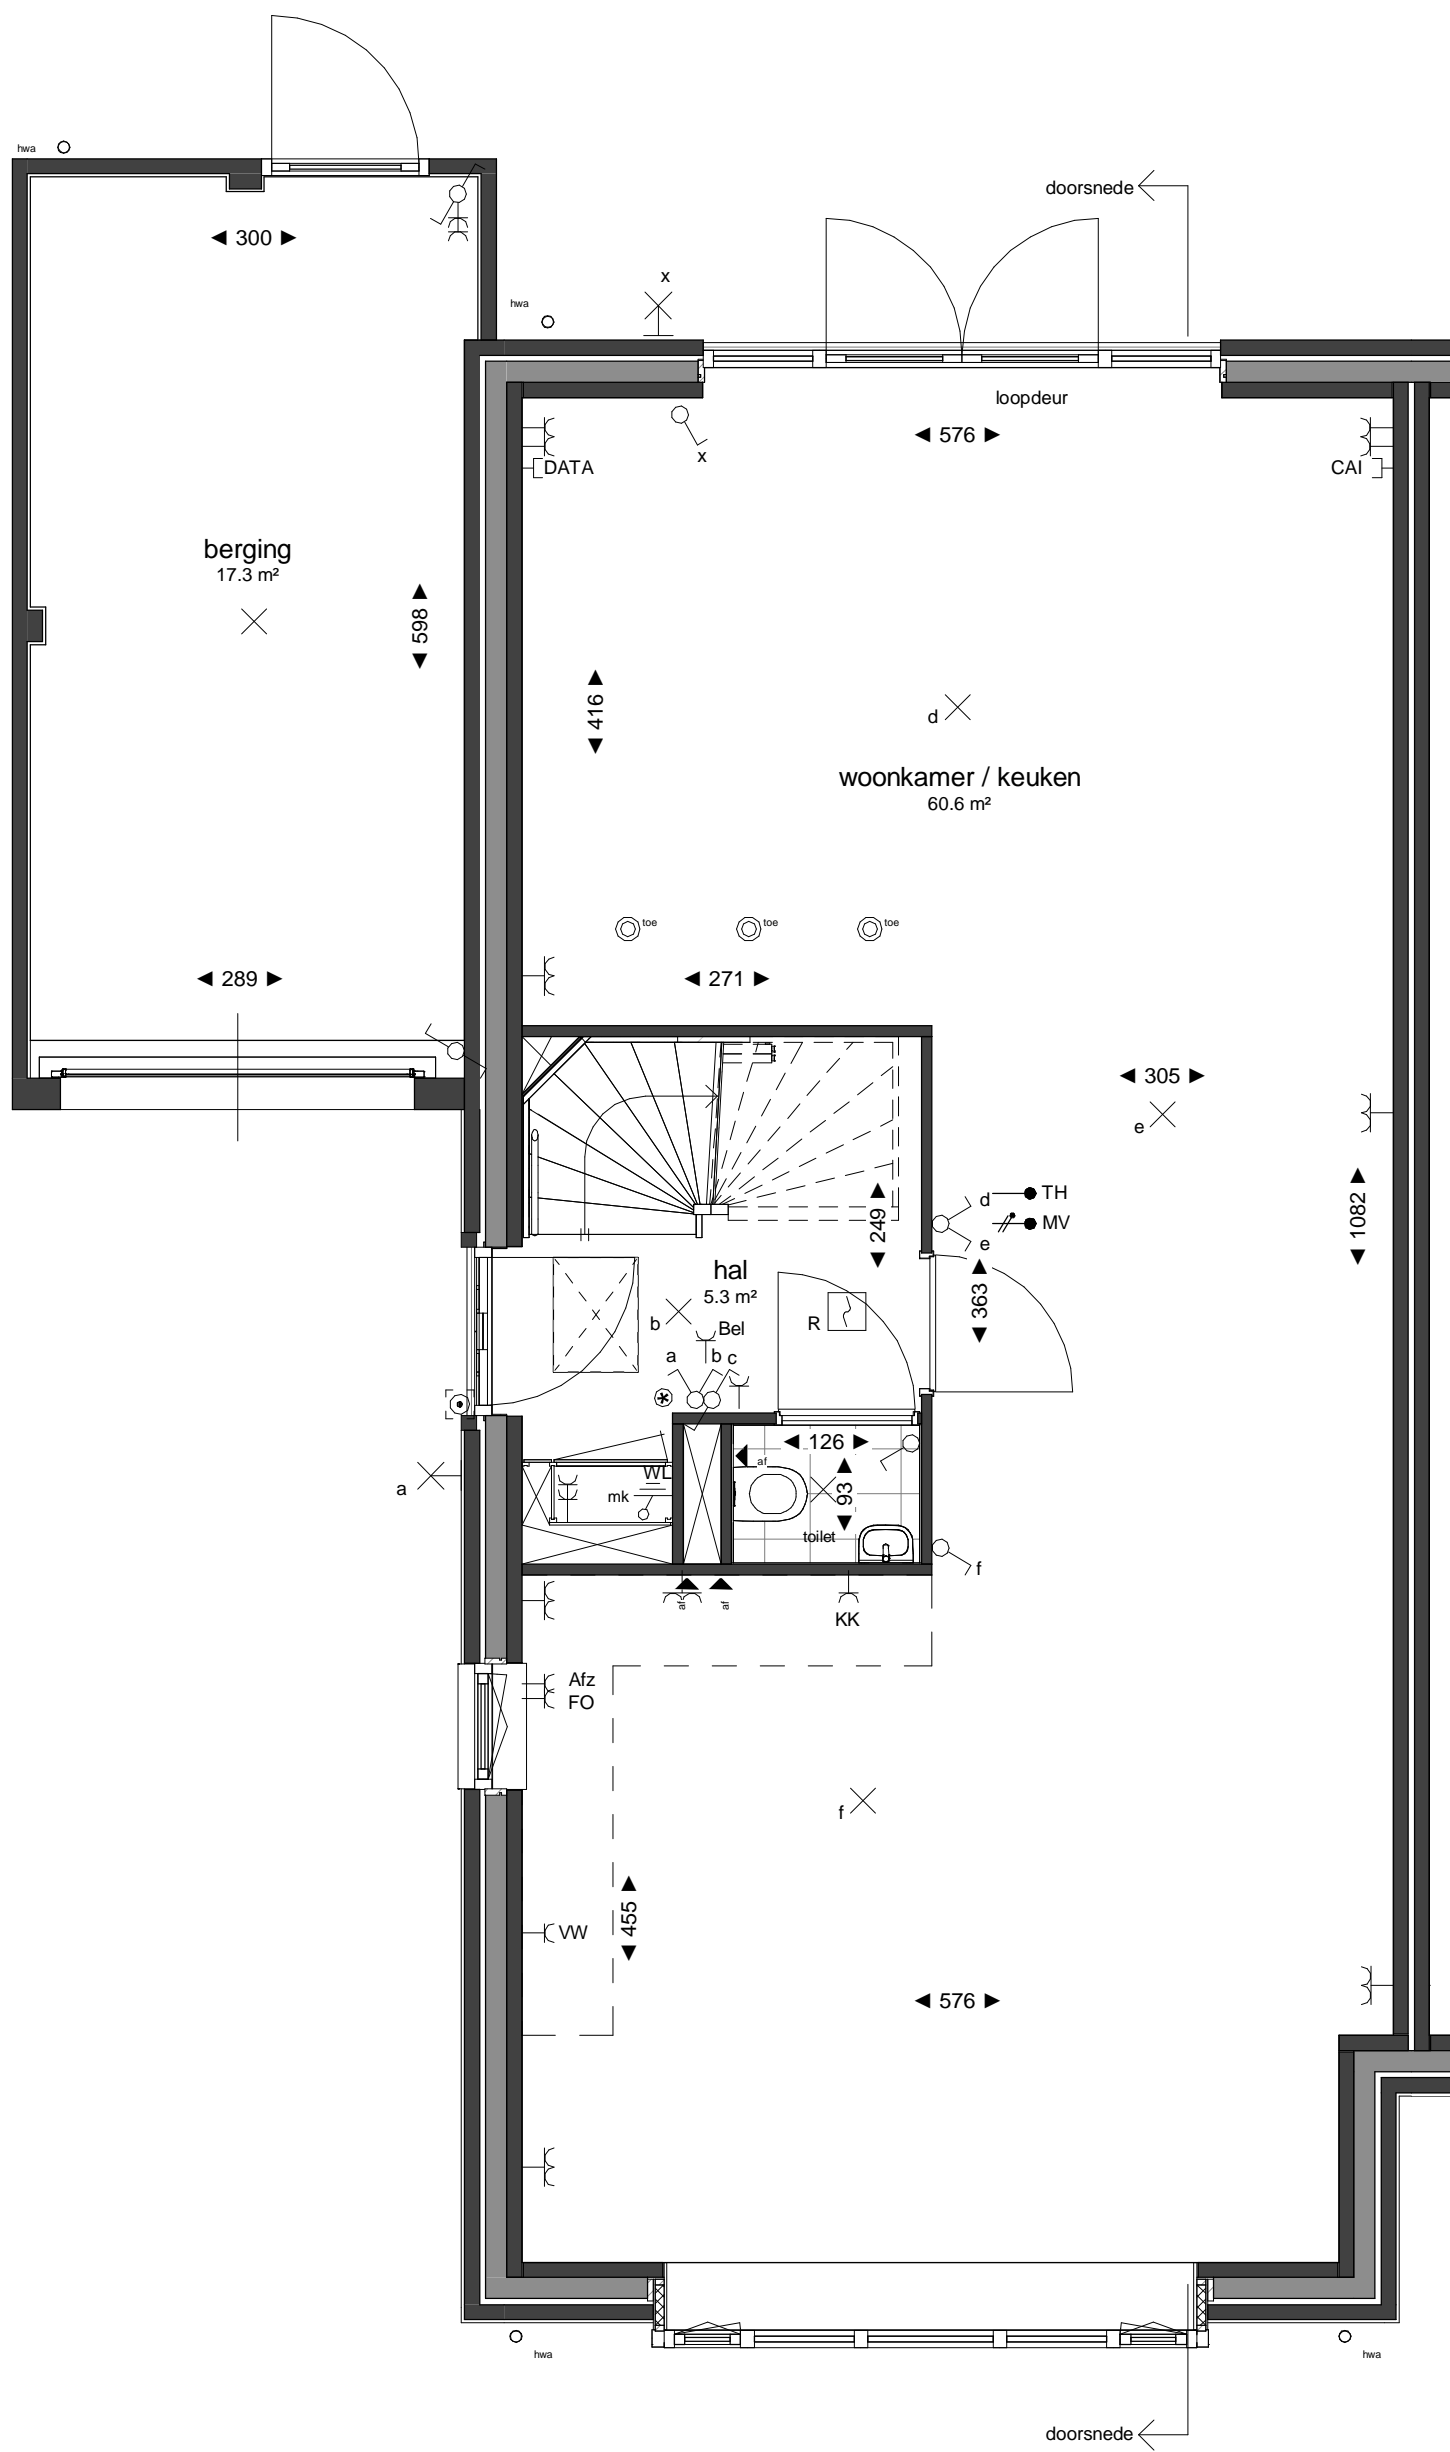 hwa
doorsnede
300
x
hwa
loopdeur
576
x
DATA
CAI
berging
17.3 m²
598
416
d
woonkamer / keuken
60.6 m²
toe
toe
toe
289
271
305
e
d
TH
MV
e
249
1082
hal
5.3 m²
363
b
R
Bel
a
b
c
126
af
WL
mk
93
a
toilet
f
af
af
KK
Afz
FO
f
455
VW
576
hwa
hwa
doorsnede